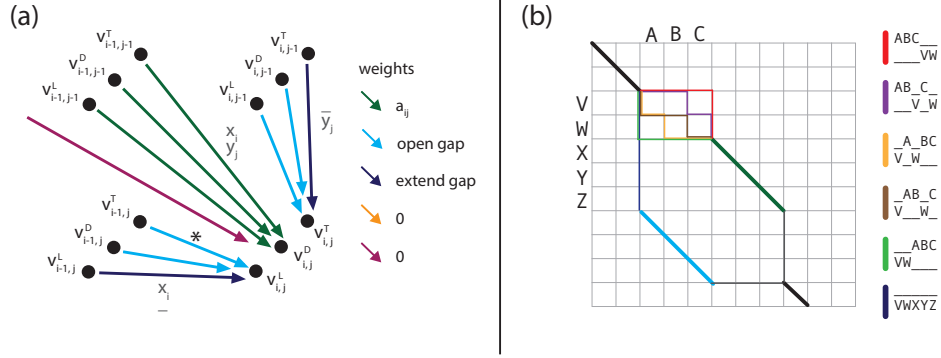 (a)
v^T_{i-1, j-1}
v^D_{i-1, j-1}
v^L_{i-1, j-1}
v^T_{i, j-1}
v^D_{i, j-1}
v^L_{i, j-1}
x_i
y_j
_
y_j
weights
a_{ij}
open gap
extend gap
0
0
v^T_{i-1, j}
v^D_{i-1, j}
v^L_{i-1, j}
*
v^T_{i, j}
v^D_{i, j}
v^L_{i, j}
x_i
_
(b)
A B C
V
W
X
Y
Z
ABC__
___VW
AB_C_
__V_W
_A_BC
V_W__
_AB_C
V__W_
__ABC
VW___
_____
VWXYZ